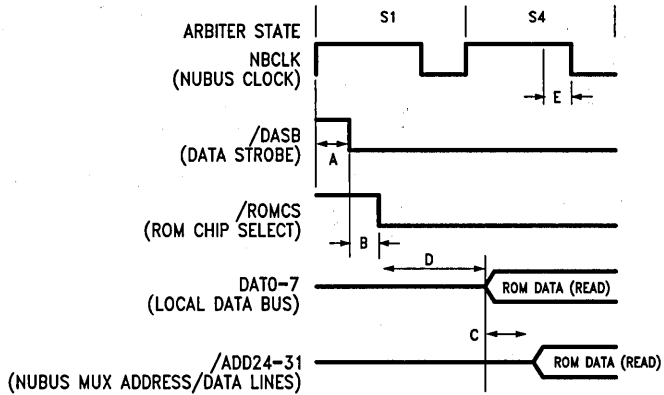 ARBITER STATE
S1
S4
NBCLK
(NUBUS CLOCK)
E
/DASB
(DATA STROBE)
A
/ROMCS
(ROM CHIP SELECT)
B
D
DAT0-7
(LOCAL DATA BUS)
ROM DATA (READ)
C
/ADD24-31
(NUBUS MUX ADDRESS/DATA LINES)
ROM DATA (READ)